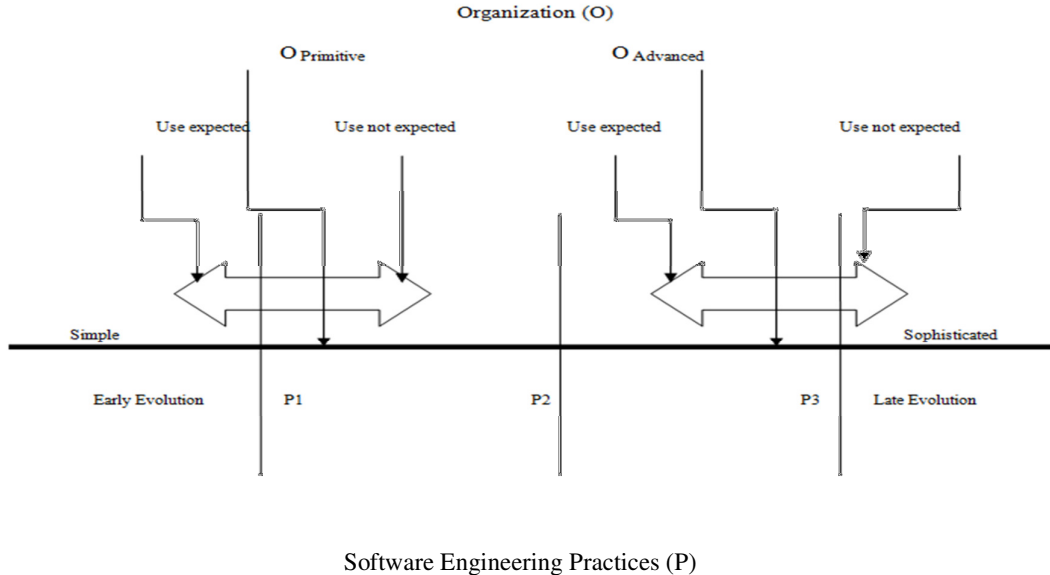 Organization (O)
O Primitive
O Advanced
Use expected
Use not expected
Use expected
Use not expected
Simple
Sophisticated
Early Evolution
P1
P2
P3
Late Evolution
Software Engineering Practices (P)